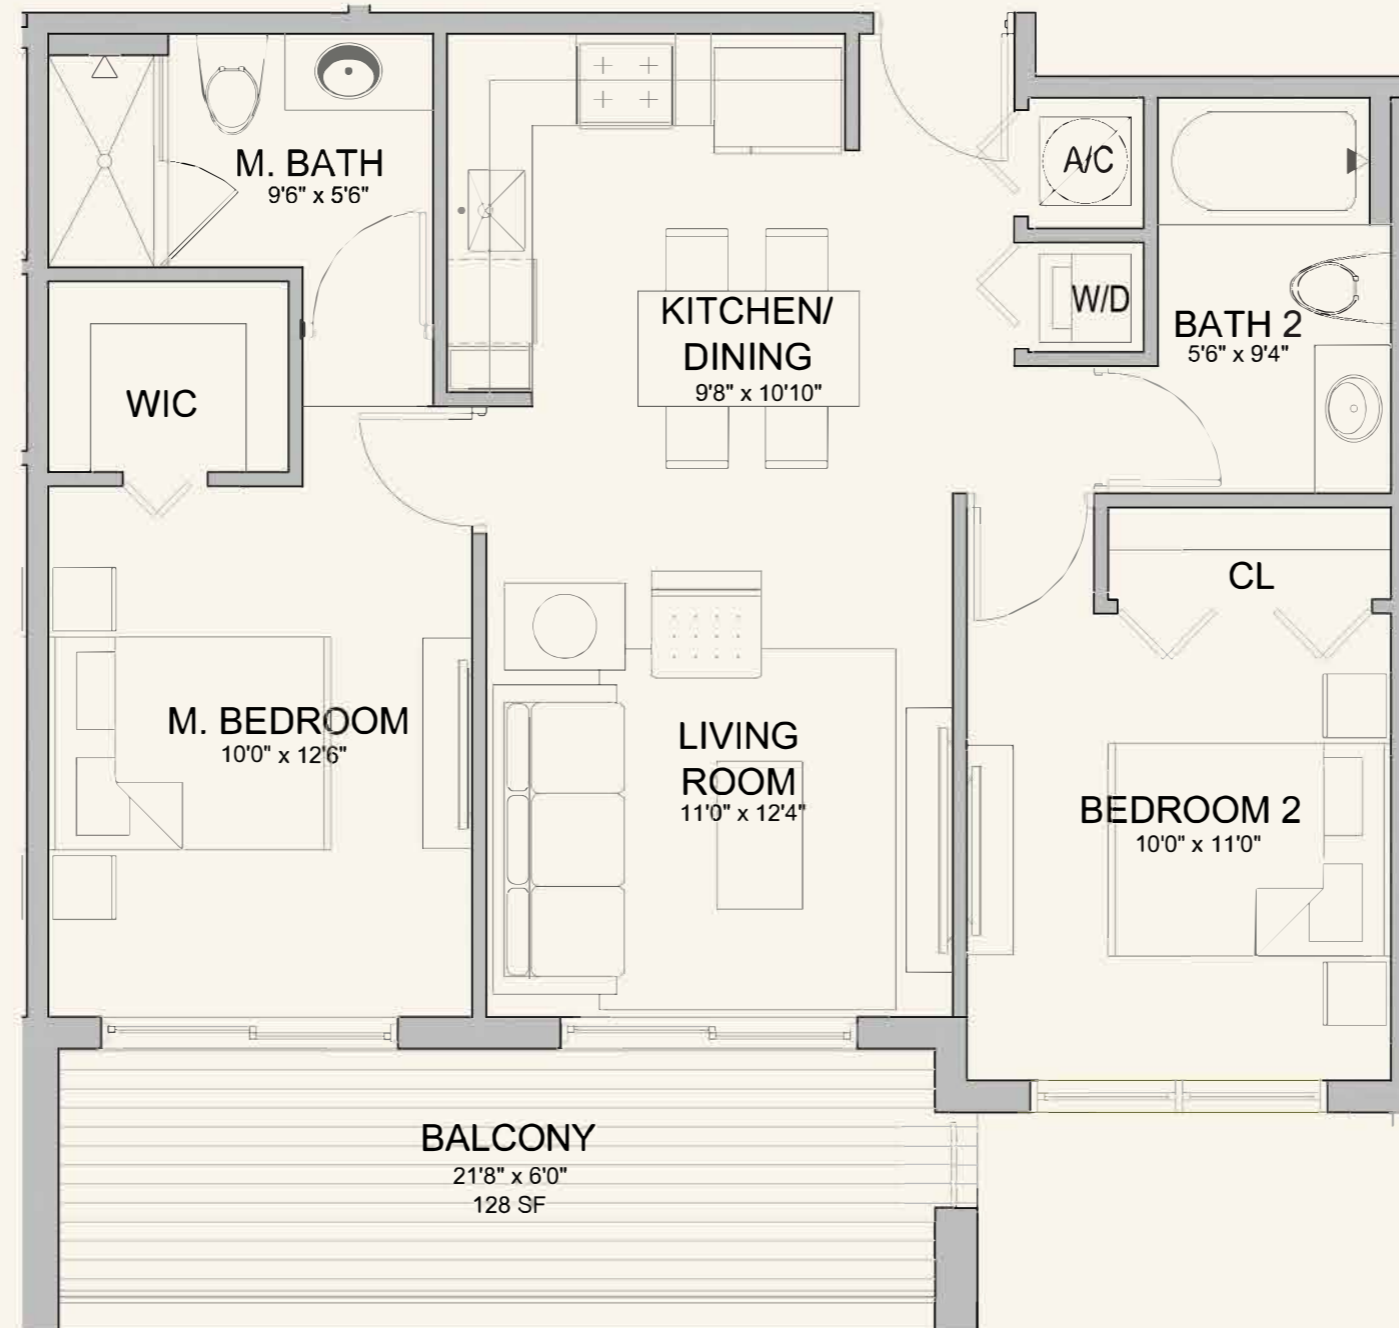 M. BATH
9'6" x 5'6"
A/C
W/D
KITCHEN/
DINING
9'8" x 10'10"
BATH 2
5'6" x 9'4"
WIC
CL
M. BEDROOM
10'0" x 12'6"
LIVING
ROOM
11'0" x 12'4"
BEDROOM 2
10'0" x 11'0"
BALCONY
21'8" x 6'0"
128 SF